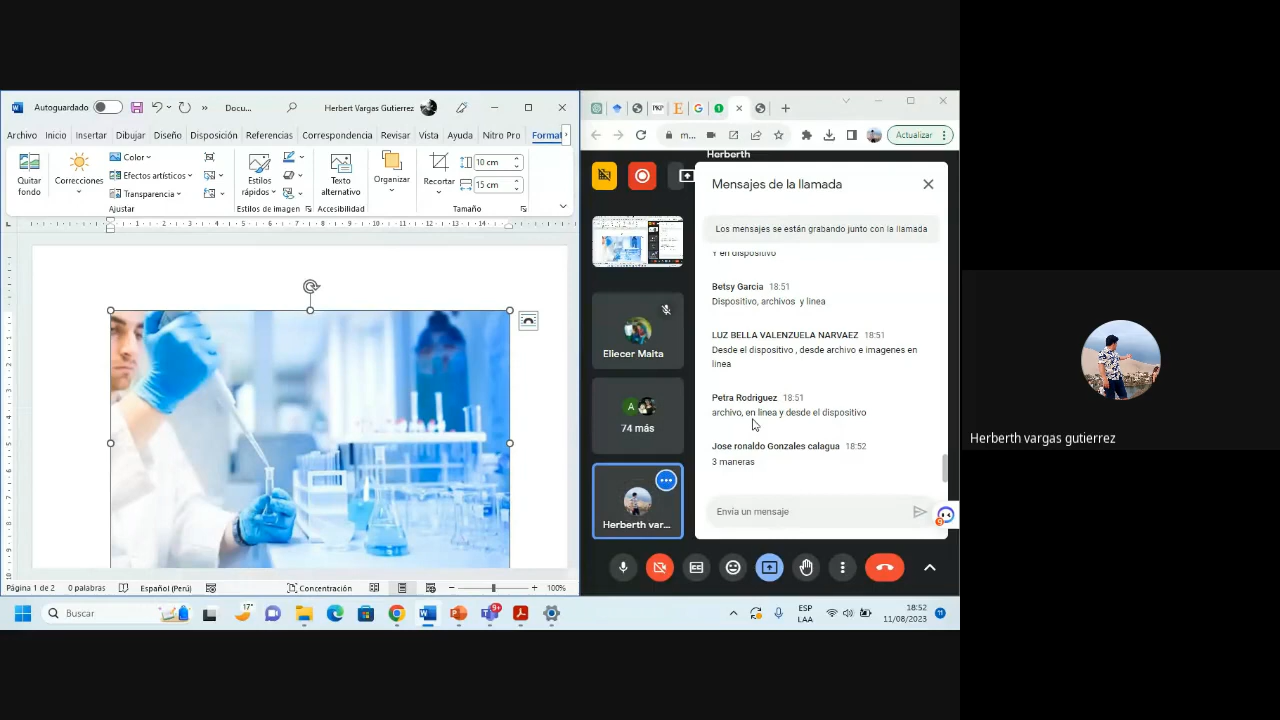 Autoguardado
Docu...
Herbert Vargas Gutierrez
Archivo Inicio Insertar Dibujar Diseño Disposición Referencias Correspondencia Revisar Vista Ayuda Nitro Pro Format
Quitar fondo
Correcciones
Color
Efectos artísticos
Transparencia
Ajustar
Estilos rápidos
Estilos de imagen
Texto alternativo
Accesibilidad
Organizar
Recortar
10 cm
15 cm
Tamaño
Página 1 de 2
0 palabras
Español (Perú)
Concentración
100%
PKP
m...
Actualizar
Herberth
Mensajes de la llamada
Los mensajes se están grabando junto con la llamada
Y en dispositivo
Betsy Garcia 18:51
Dispositivo, archivos y linea
LUZ BELLA VALENZUELA NARVAEZ 18:51
Desde el dispositivo , desde archivo e imagenes en
linea
Petra Rodriguez 18:51
archivo, en linea y desde el dispositivo
Jose ronaldo Gonzales calagua 18:52
3 maneras
Envía un mensaje
Eliecer Maita
A
74 más
Herberth var...
Buscar
17°
9+
ESP
LAA
18:52
11/08/2023
Herberth vargas gutierrez